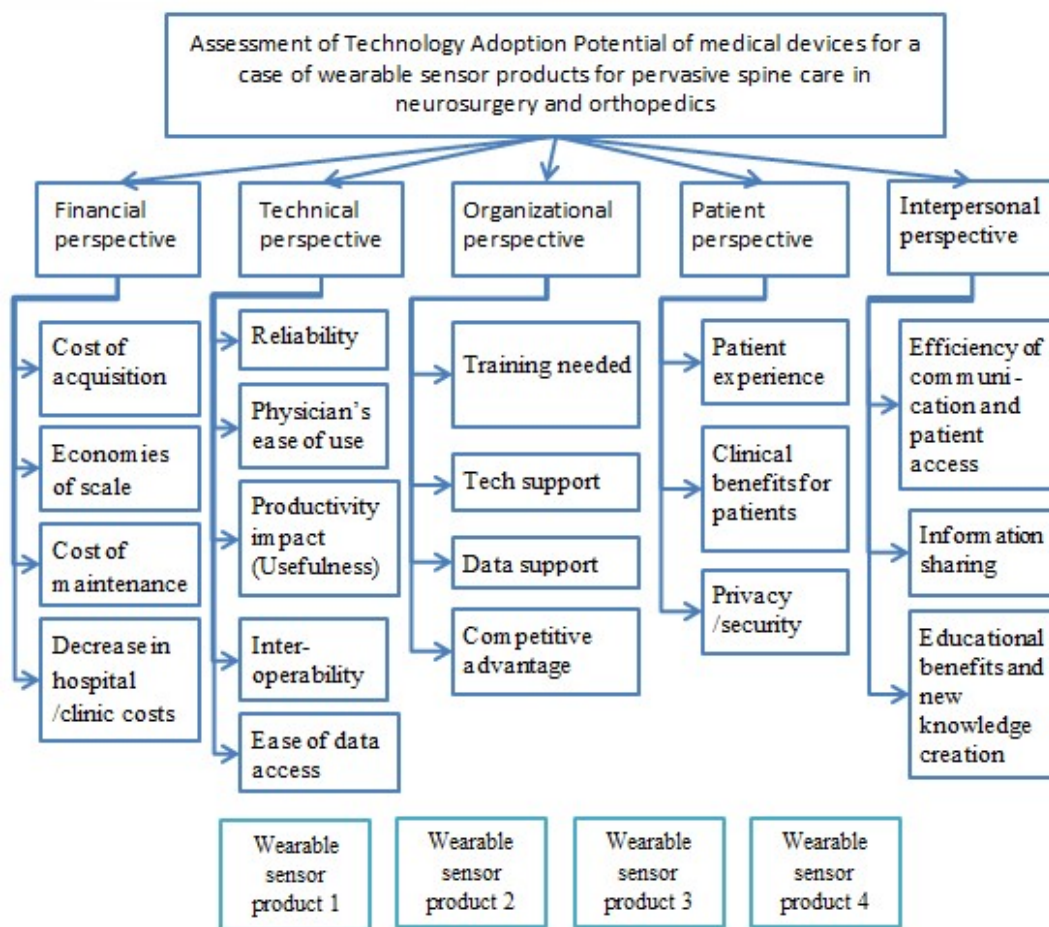 Assessment of Technology Adoption Potential of medical devices for a
case of wearable sensor products for pervasive spine care in
neurosurgery and orthopedics
Financial
perspective
Technical
perspective
Organizational
perspective
Patient
perspective
Interpersonal
perspective
Cost of
acquisition
Economies
of scale
Cost of
maintenance
Decrease in
hospital
/clinic costs
Reliability
Physician's
ease of use
Productivity
impact
(Usefulness)
Inter-
operability
Ease of data
access
Training needed
Tech support
Data support
Competitive
advantage
Patient
experience
Clinical
benefits for
patients
Privacy
/security
Efficiency of
communi-
cation and
patient
access
Information
sharing
Educational
benefits and
new
knowledge
creation
Wearable
sensor
product 1
Wearable
sensor
product 2
Wearable
sensor
product 3
Wearable
sensor
product 4